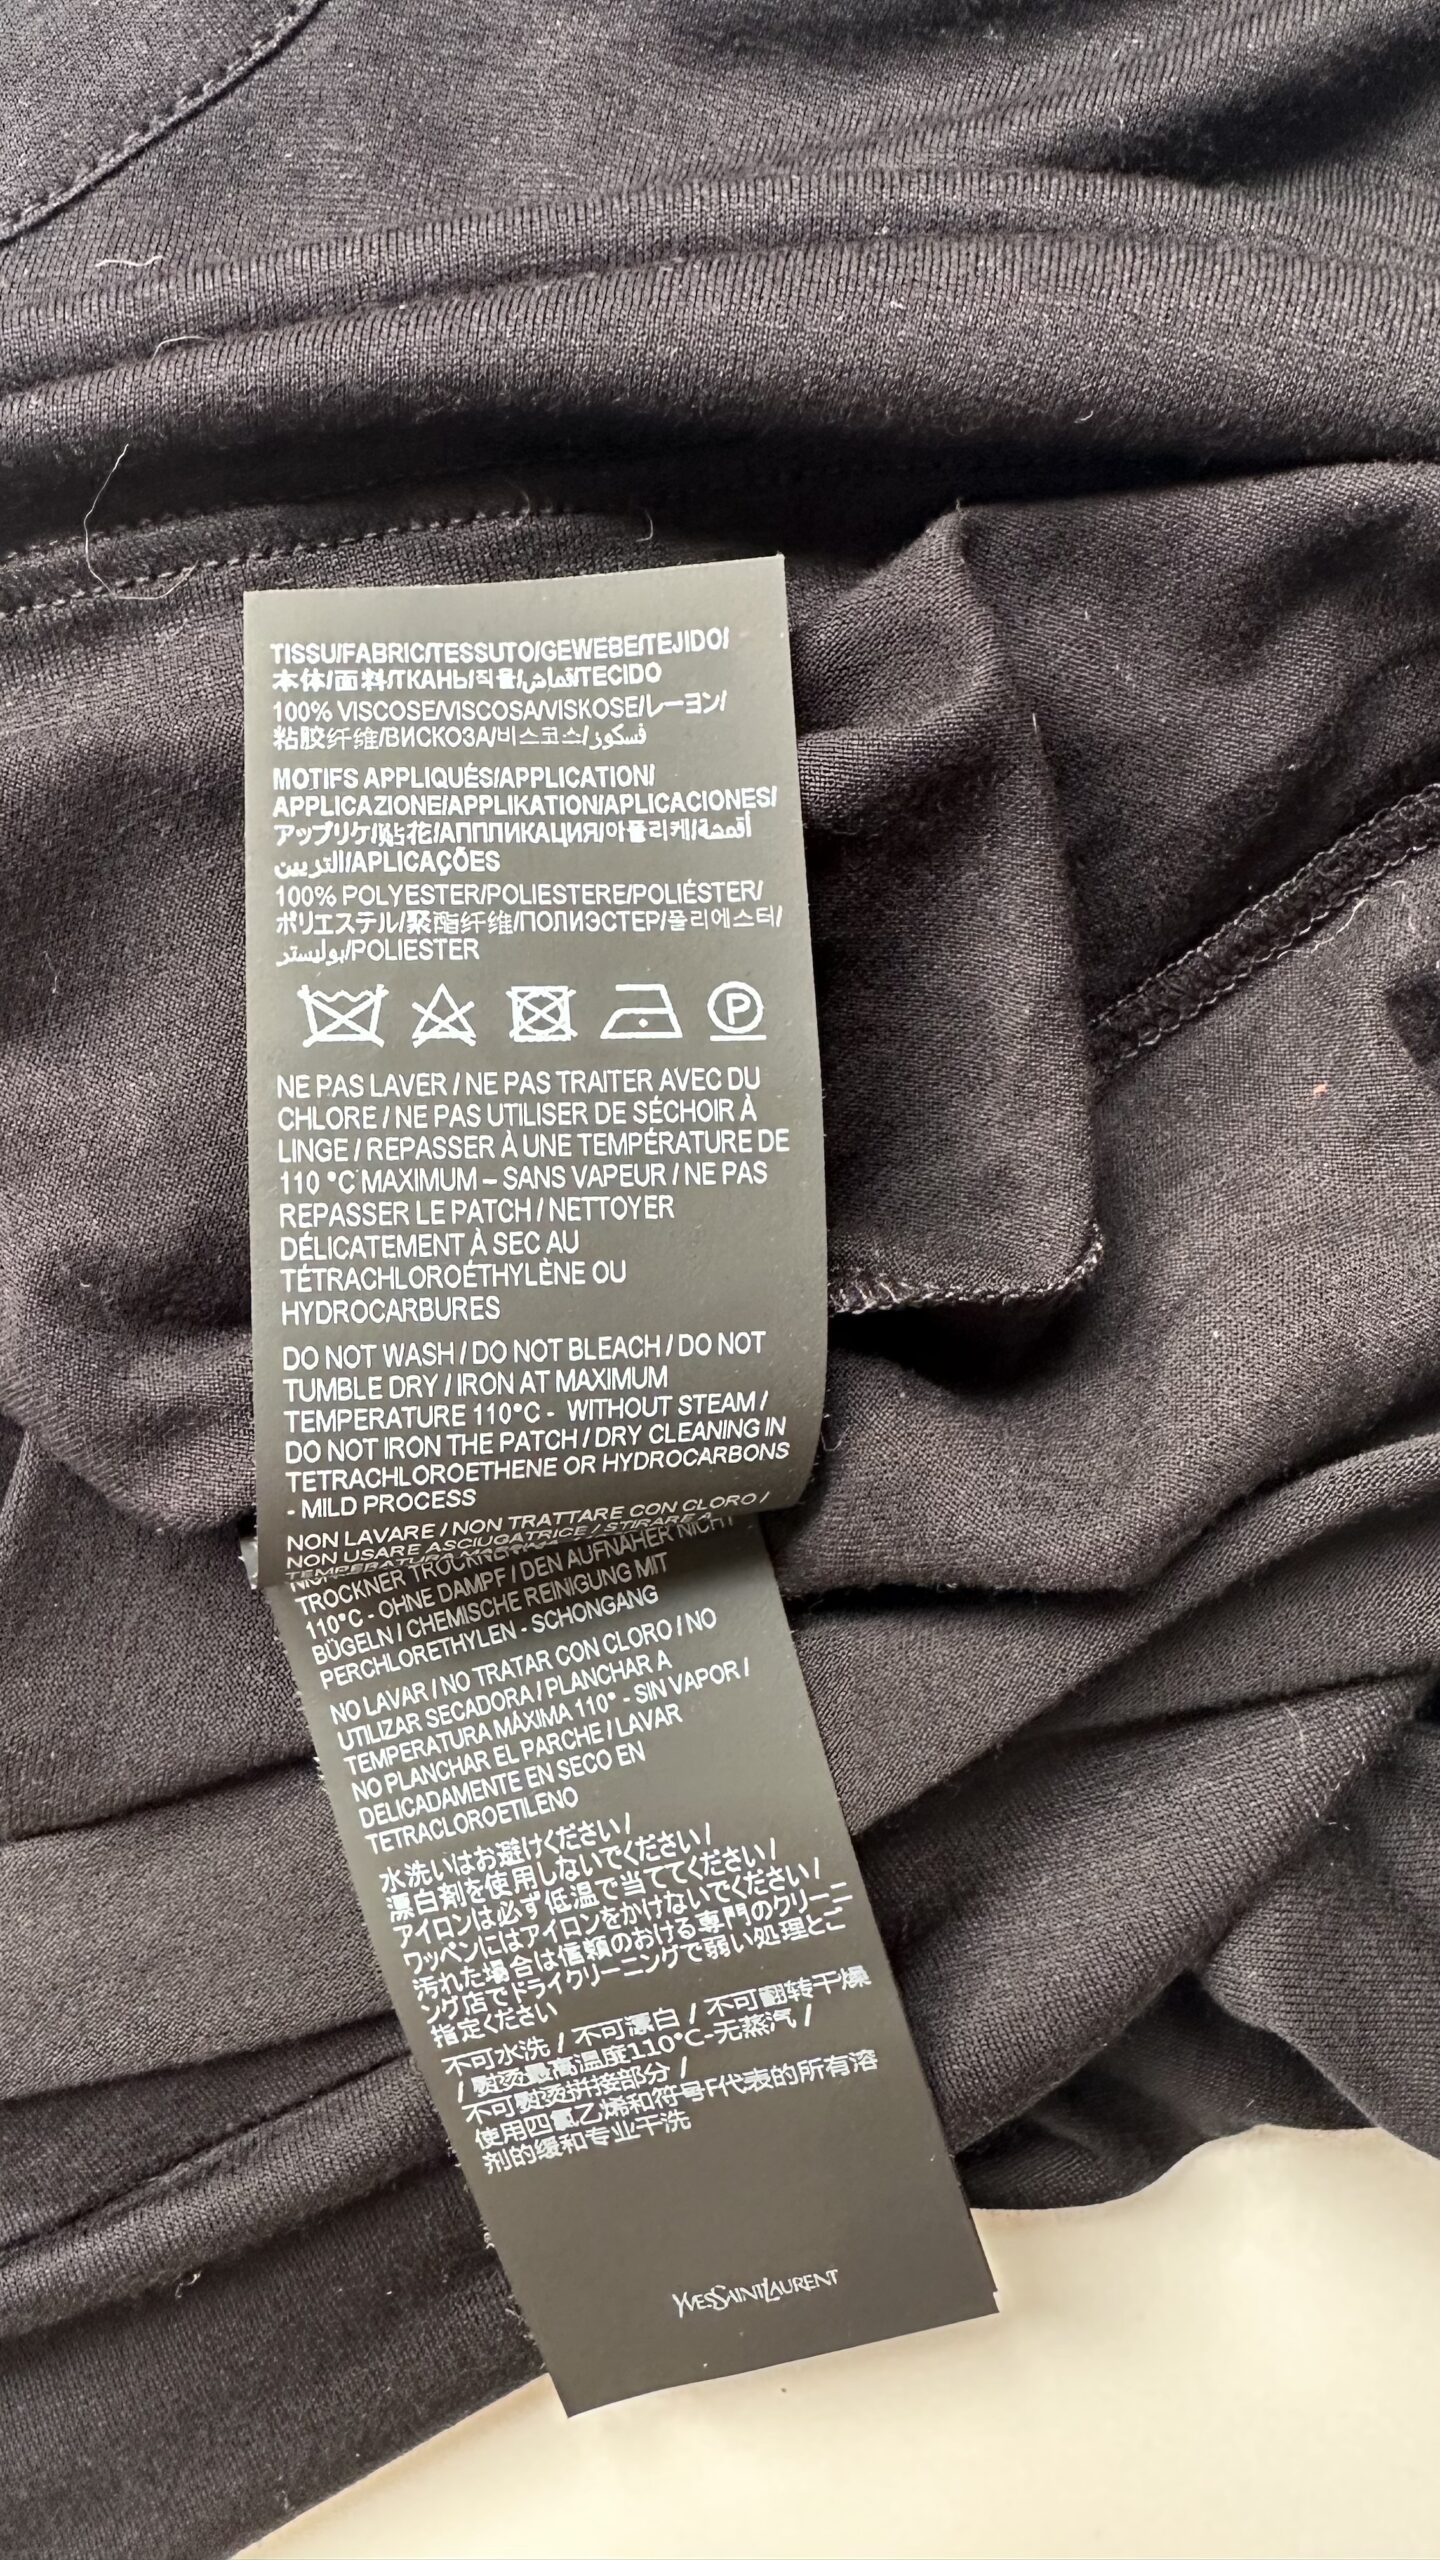 TISSU/FABRIC/TESSUTO/GEWEBE/TEJIDO/
本体/面料/ТКАНЬ/직물/قماش/TECIDO
100% VISCOSE/VISCOSA/VISKOSE/レーヨン/
粘胶纤维/ВИСКОЗА/비스코스/فسكوز
MOTIFS APPLIQUÉS/APPLICATION/
APPLICAZIONE/APPLIKATION/APLICACIONES/
アップリケ/贴花/АППЛИКАЦИЯ/아플리케/أقمشة
التزيين/APLICAÇÕES
100% POLYESTER/POLIESTERE/POLIÉSTER/
ポリエステル/聚酯纤维/ПОЛИЭСТЕР/폴리에스터/
بوليستر/POLIESTER
P
NE PAS LAVER / NE PAS TRAITER AVEC DU
CHLORE / NE PAS UTILISER DE SÉCHOIR À
LINGE / REPASSER À UNE TEMPÉRATURE DE
110 °C MAXIMUM – SANS VAPEUR / NE PAS
REPASSER LE PATCH / NETTOYER
DÉLICATEMENT À SEC AU
TÉTRACHLOROÉTHYLÈNE OU
HYDROCARBURES
DO NOT WASH / DO NOT BLEACH / DO NOT
TUMBLE DRY / IRON AT MAXIMUM
TEMPERATURE 110°C - WITHOUT STEAM /
DO NOT IRON THE PATCH / DRY CLEANING IN
TETRACHLOROETHENE OR HYDROCARBONS
- MILD PROCESS
NON LAVARE / NON TRATTARE CON CLORO /
NON USARE ASCIUGATRICE / STIRARE A
TEMPERATURA
TROCKNER
110°C - OHNE DAMPF / DEN AUFNÄHER NICHT
BÜGELN / CHEMISCHE REINIGUNG MIT
PERCHLORETHYLEN - SCHONGANG
NO LAVAR / NO TRATAR CON CLORO / NO
UTILIZAR SECADORA / PLANCHAR A
TEMPERATURA MÁXIMA 110° - SIN VAPOR /
NO PLANCHAR EL PARCHE / LAVAR
DELICADAMENTE EN SECO EN
TETRACLOROETILENO
水洗いはお避けください /
漂白剤を使用しないでください /
アイロンは必ず低温で当ててください /
ワッペンにはアイロンをかけないでください /
汚れた場合は信頼のおける専門のクリーニ
ング店でドライクリーニングで弱い処理とご
指定ください
不可水洗 / 不可漂白 / 不可翻转干燥
/ 熨烫最高温度110°C-无蒸汽 /
不可熨烫拼接部分 /
使用四氯乙烯和符号F代表的所有溶
剂的缓和专业干洗
YVESSAINTLAURENT